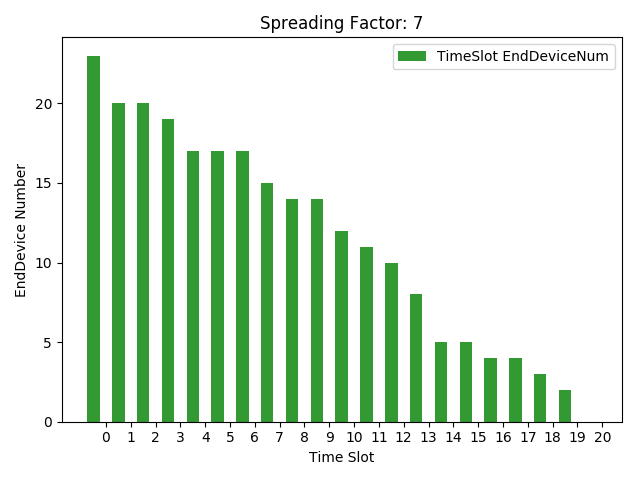 Spreading Factor: 7
TimeSlot EndDeviceNum
EndDevice Number
20
15
10
5
0
0 1 2 3 4 5 6 7 8 9 10 11 12 13 14 15 16 17 18 19 20
Time Slot